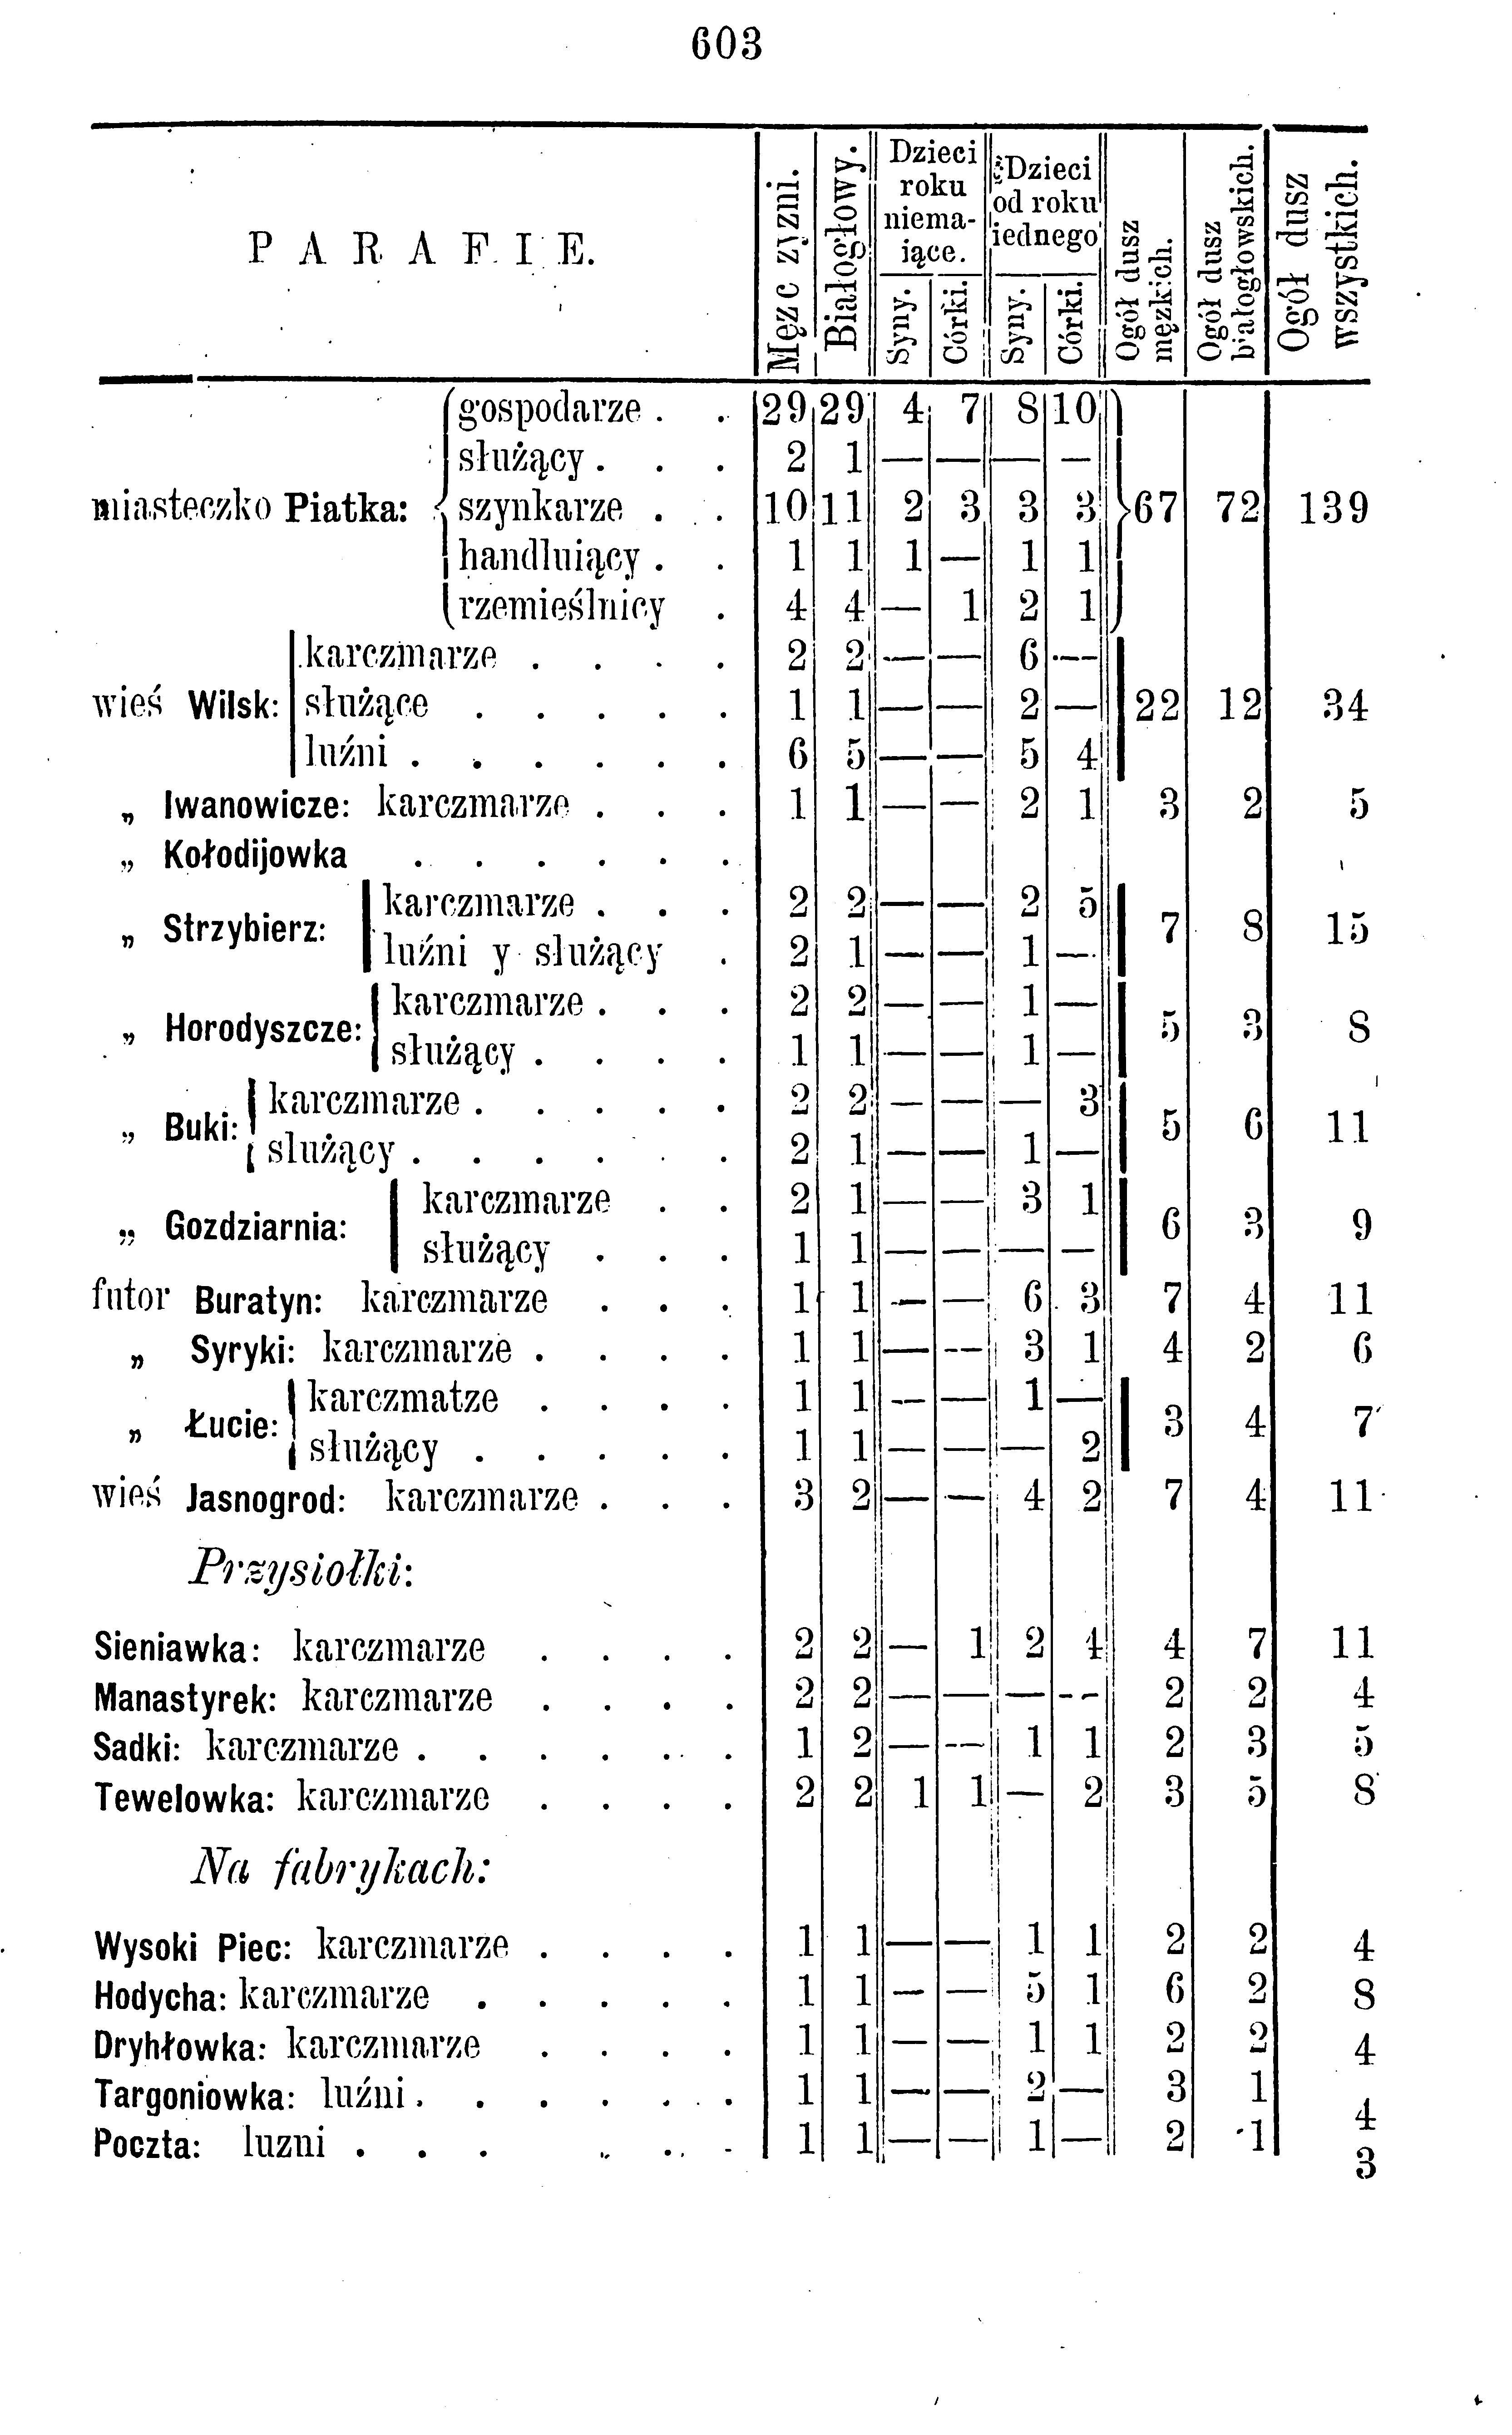 603
PARAFIE. Męzczyzni. Białogłowy. Dzieci roku niemaiące. Syny. Córki. Dzieci od roku iednego Syny. Córki. Ogół dusz męzkich. Ogół dusz białogłowskich. Ogół dusz wszystkich.
gospodarze . . 29 29 4 7 8 10
służący . . . 2 1 — — — —
miasteczko Piatka: szynkarze . . 10 11 2 3 3 3 67 72 139
handluiący . . 1 1 1 — 1 1
rzemieślnicy . 4 4 — 1 2 1
karczmarze . . . . 2 2 — — 6 —
wieś Wilsk: służące . . . . . 1 1 — — 2 — 22 12 34
luźni . . . . . . 6 5 — — 5 4
„ Iwanowicze: karczmarze . . . 1 1 — — 2 1 3 2 5
„ Kołodijowka . . . . . .
karczmarze . . . 2 2 — — 2 5
„ Strzybierz: 7 8 15
luźni y służący . 2 1 — — 1 —
karczmarze . . . 2 2 — — 1 —
„ Horodyszcze: 5 3 8
służący . . . . 1 1 — — 1 —
karczmarze . . . . . 2 2 — — — 3
„ Buki: 5 6 11
slużący . . . . . . 2 1 — — 1 —
karczmarze . . 2 1 — — 3 1
„ Gozdziarnia: 6 3 9
służący . . . 1 1 — — — —
futor Buratyn: karczmarze . . . 1 1 — — 6 3 7 4 11
„ Syryki: karczmarze . . . . 1 1 — — 3 1 4 2 6
karczmatze . . . . 1 1 — — 1 —
„ Łucie: 3 4 7
służący . . . . . 1 1 — — — 2
wieś Jasnogrod: karczmarze . . . 3 2 — — 4 2 7 4 11
Przysiołki:
Sieniawka: karczmarze . . . . 2 2 — 1 2 4 4 7 11
Manastyrek: karczmarze . . . . 2 2 — — — — 2 2 4
Sadki: karczmarze . . . . . . 1 2 — — 1 1 2 3 5
Tewelowka: karczmarze . . . . 2 2 1 1 — 2 3 5 8
Na fabrykach:
Wysoki Piec: karczmarze . . . . 1 1 — — 1 1 2 2 4
Hodycha: karczmarze . . . . . 1 1 — — 5 1 6 2 8
Dryhłowka: karczmarze . . . . 1 1 — — 1 1 2 2 4
Targoniowka: luźni . . . . . . 1 1 — — 2 — 3 1 4
Poczta: luzni . . . . . . 1 1 — — 1 — 2 1 3